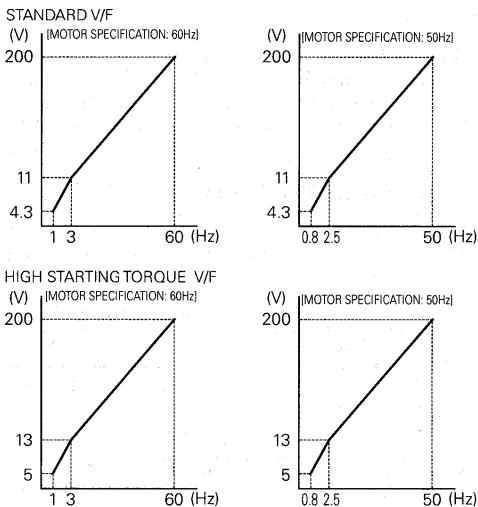 STANDARD V/F
(V) [MOTOR SPECIFICATION: 60Hz]
200
11
4.3
1 3 60 (Hz)
(V) [MOTOR SPECIFICATION: 50Hz]
200
11
4.3
0.8 2.5 50 (Hz)
HIGH STARTING TORQUE V/F
(V) [MOTOR SPECIFICATION: 60Hz]
200
13
5
1 3 60 (Hz)
(V) [MOTOR SPECIFICATION: 50Hz]
200
13
5
0.8 2.5 50 (Hz)